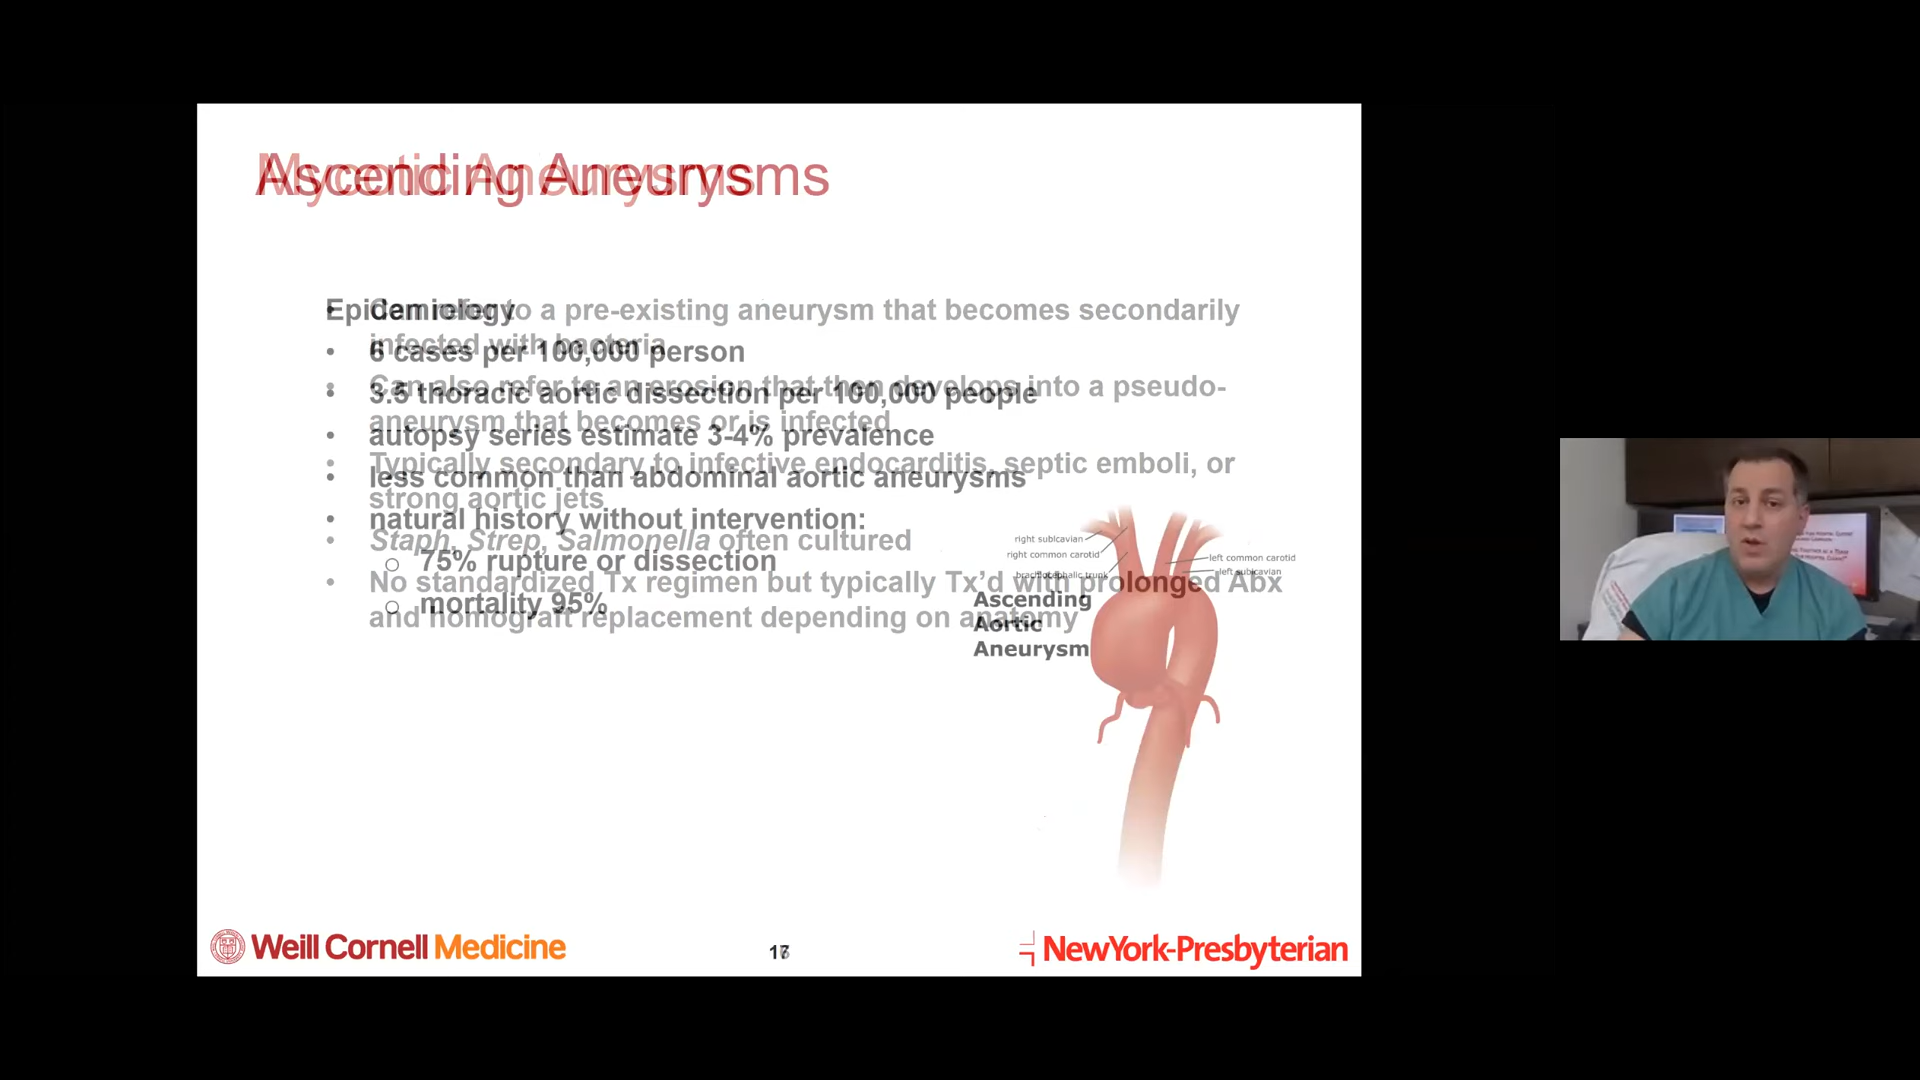 Mycotic Aneurysms
Ascending Aneurysms
Can refer to a pre-existing aneurysm that becomes secondarily
infected with bacteria
• Can also refer to an erosion that then develops into a pseudo-
aneurysm that becomes or is infected
• Typically secondary to infective endocarditis, septic emboli, or
strong aortic jets
• Staph, Strep, Salmonella often cultured
• No standardized Tx regimen but typically Tx’d with prolonged Abx
and homograft replacement depending on anatomy
Epidemiology
• 6 cases per 100,000 person
• 3.5 thoracic aortic dissection per 100,000 people
• autopsy series estimate 3-4% prevalence
• less common than abdominal aortic aneurysms
• natural history without intervention:
o 75% rupture or dissection
o mortality 95%
right sublcavian
right common carotid
brachiocephalic trunk
left common carotid
left sublcavian
Ascending
Aortic
Aneurysm
Weill Cornell Medicine
NewYork-Presbyterian